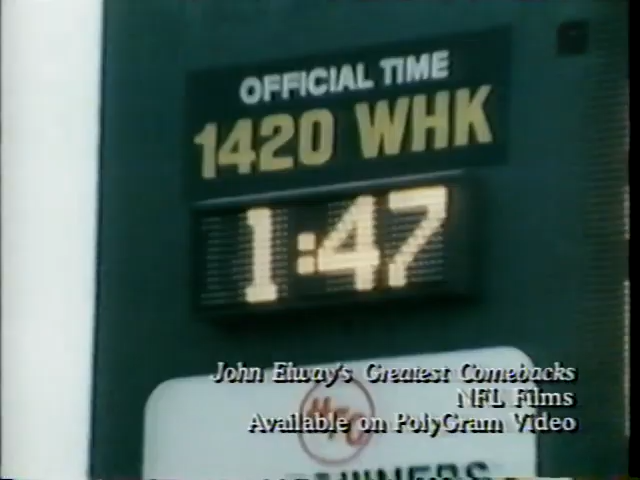 OFFICIAL TIME
1420 WHK
1:47
John Elway's Greatest Comebacks
NFL Films
Available on PolyGram Video